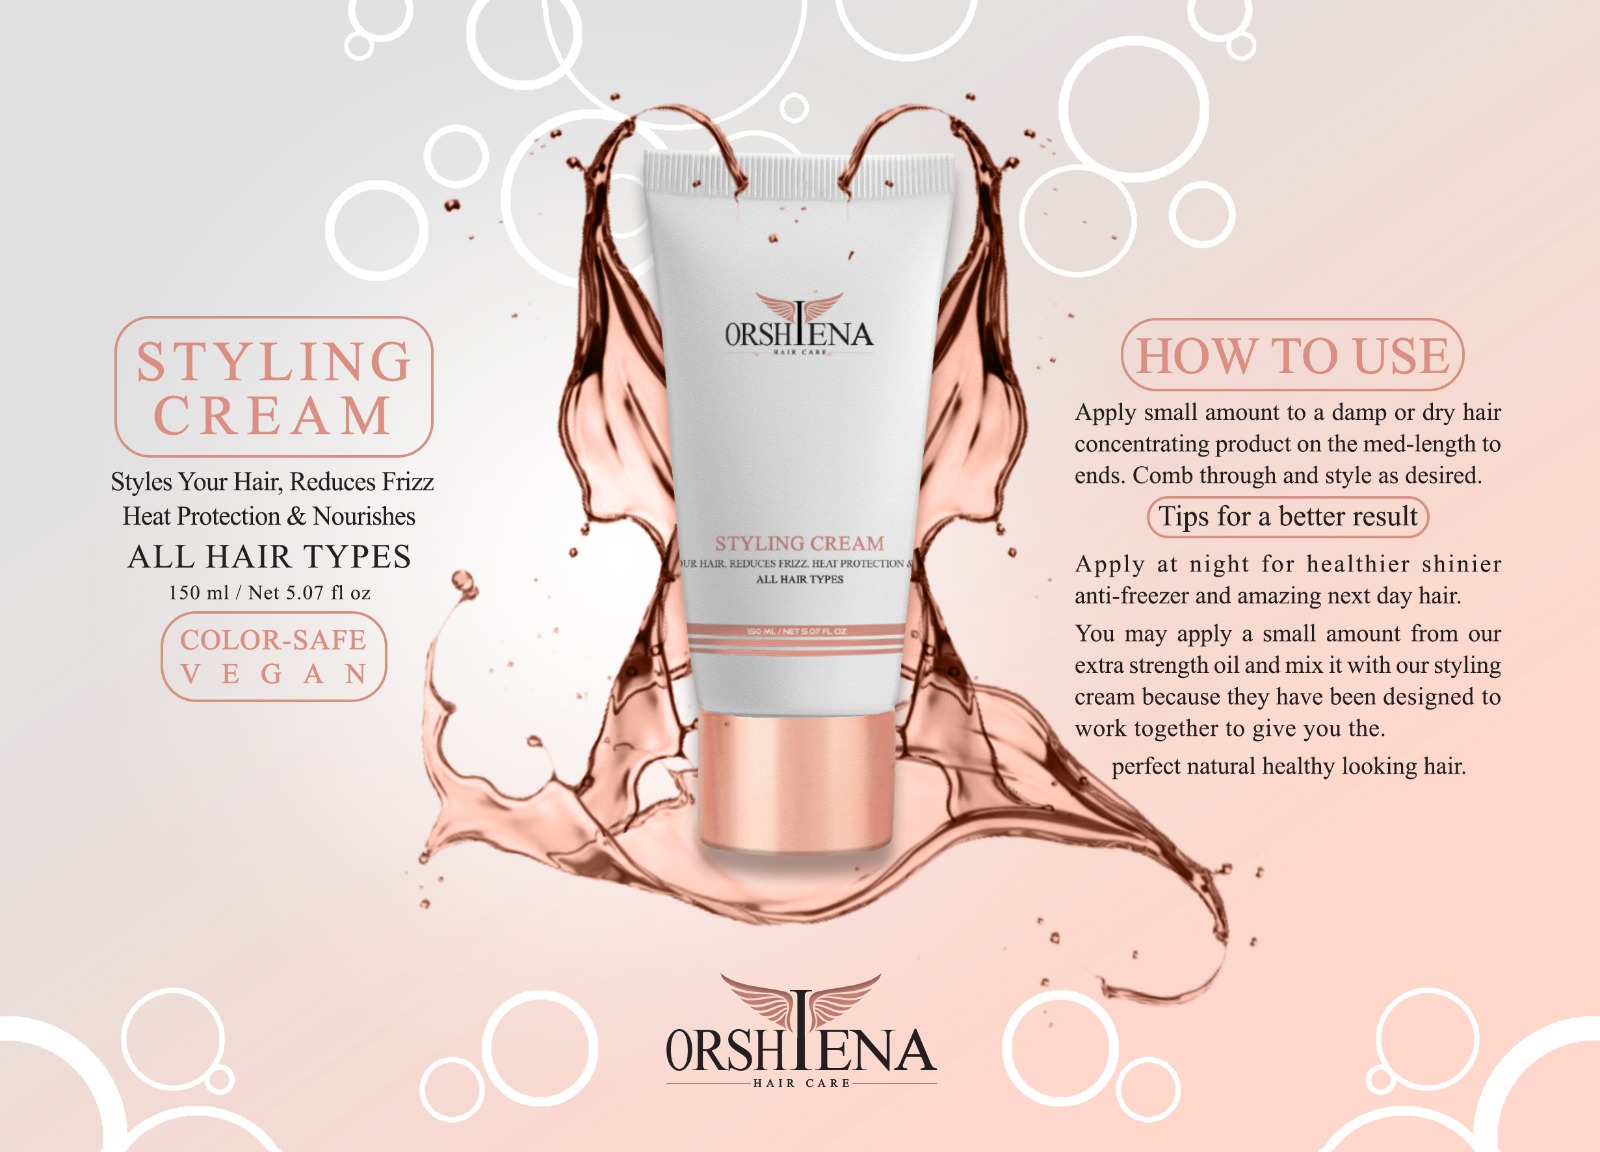 STYLING
CREAM
Styles Your Hair, Reduces Frizz
Heat Protection & Nourishes
ALL HAIR TYPES
150 ml / Net 5.07 fl oz
COLOR-SAFE
VEGAN
ORSHIENA
HAIR CARE
STYLING CREAM
UR HAIR, REDUCES FRIZZ, HEAT PROTECTION &
ALL HAIR TYPES
150 ML / NET 5.07 FL OZ
HOW TO USE
Apply small amount to a damp or dry hair
concentrating product on the med-length to
ends. Comb through and style as desired.
Tips for a better result
Apply at night for healthier shinier
anti-freezer and amazing next day hair.
You may apply a small amount from our
extra strength oil and mix it with our styling
cream because they have been designed to
work together to give you the.
perfect natural healthy looking hair.
ORSHIENA
HAIR CARE